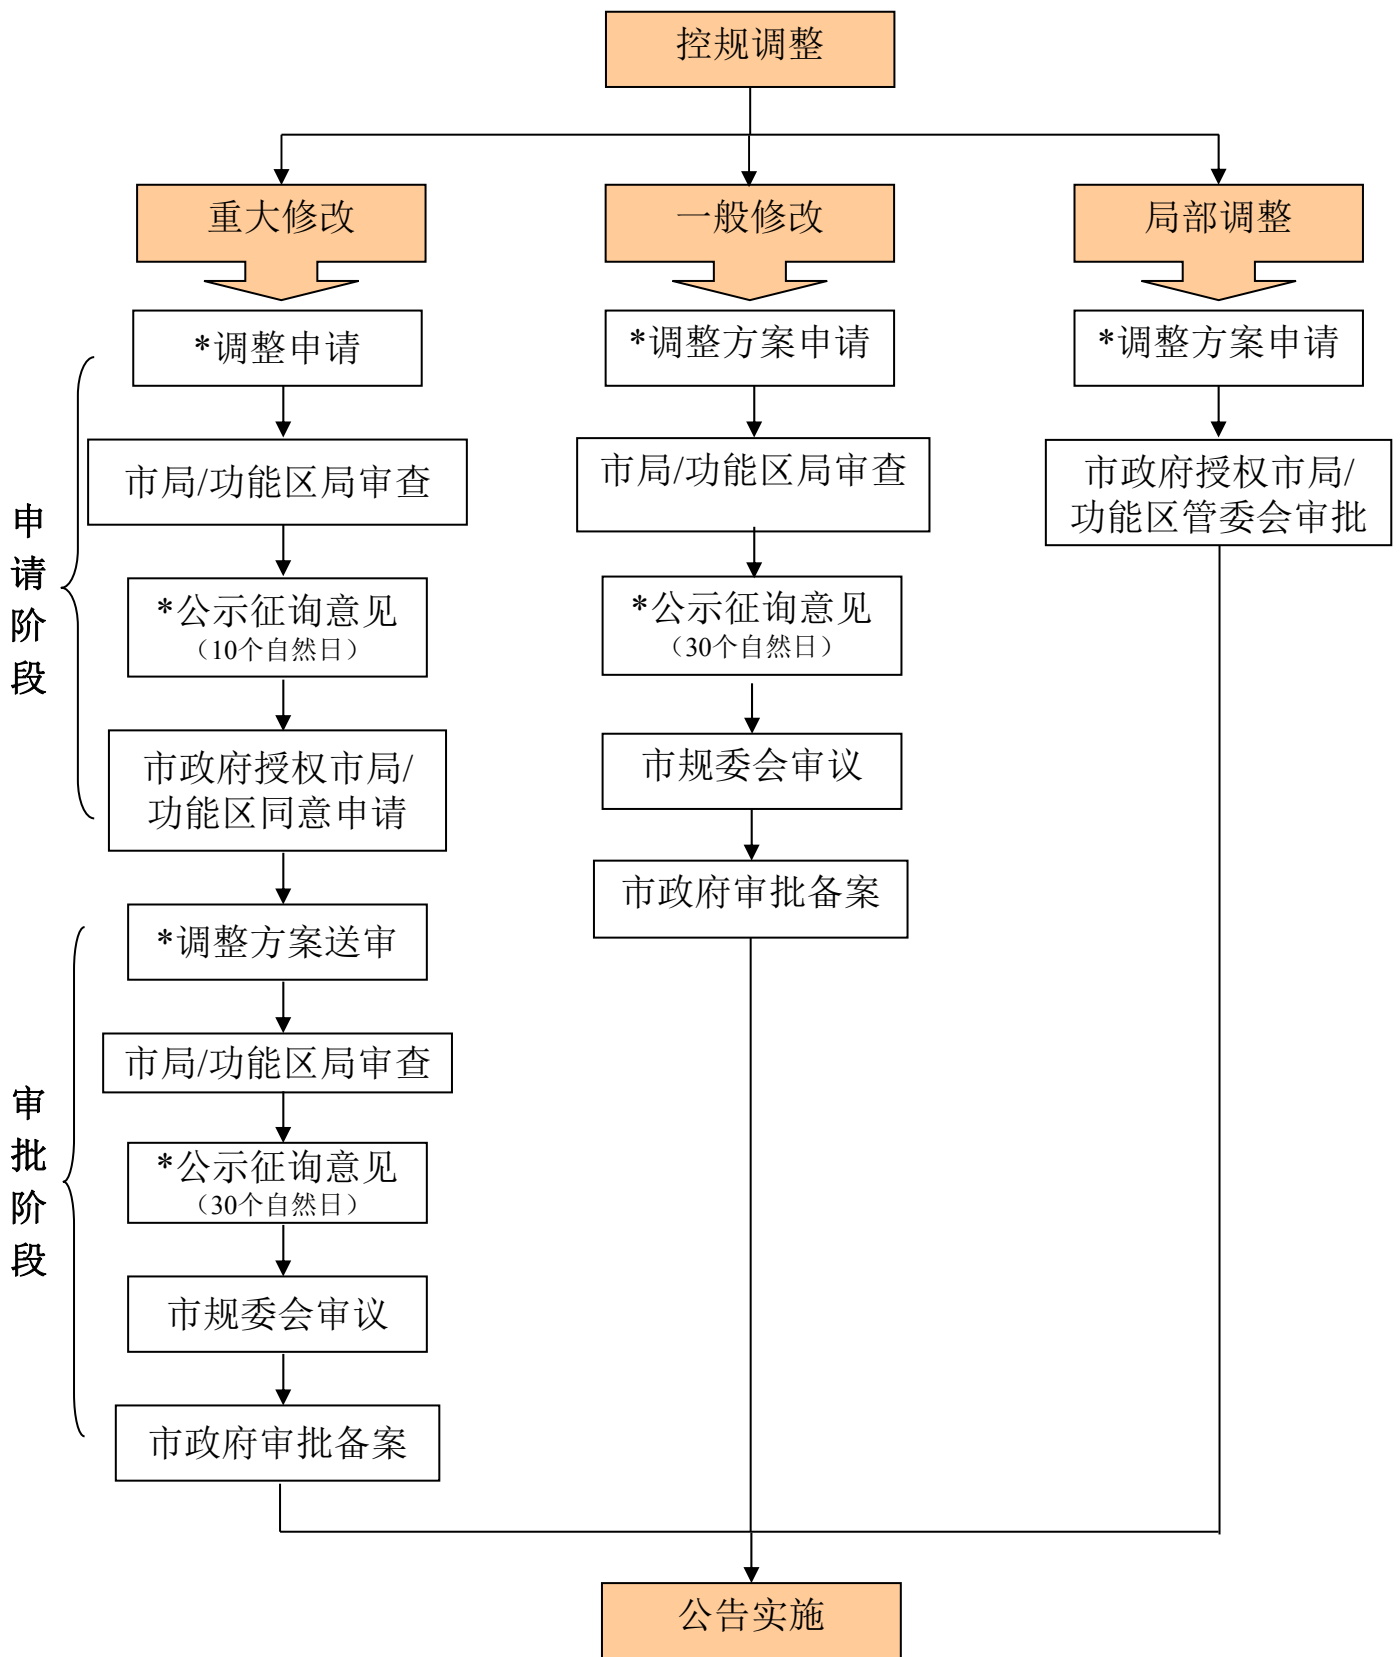 控规调整
重大修改
一般修改
局部调整
申请阶段
*调整申请
市局/功能区局审查
*公示征询意见
（10个自然日）
市政府授权市局/
功能区同意申请
审批阶段
*调整方案送审
市局/功能区局审查
*公示征询意见
（30个自然日）
市规委会审议
市政府审批备案
*调整方案申请
市局/功能区局审查
*公示征询意见
（30个自然日）
市规委会审议
市政府审批备案
*调整方案申请
市政府授权市局/
功能区管委会审批
公告实施